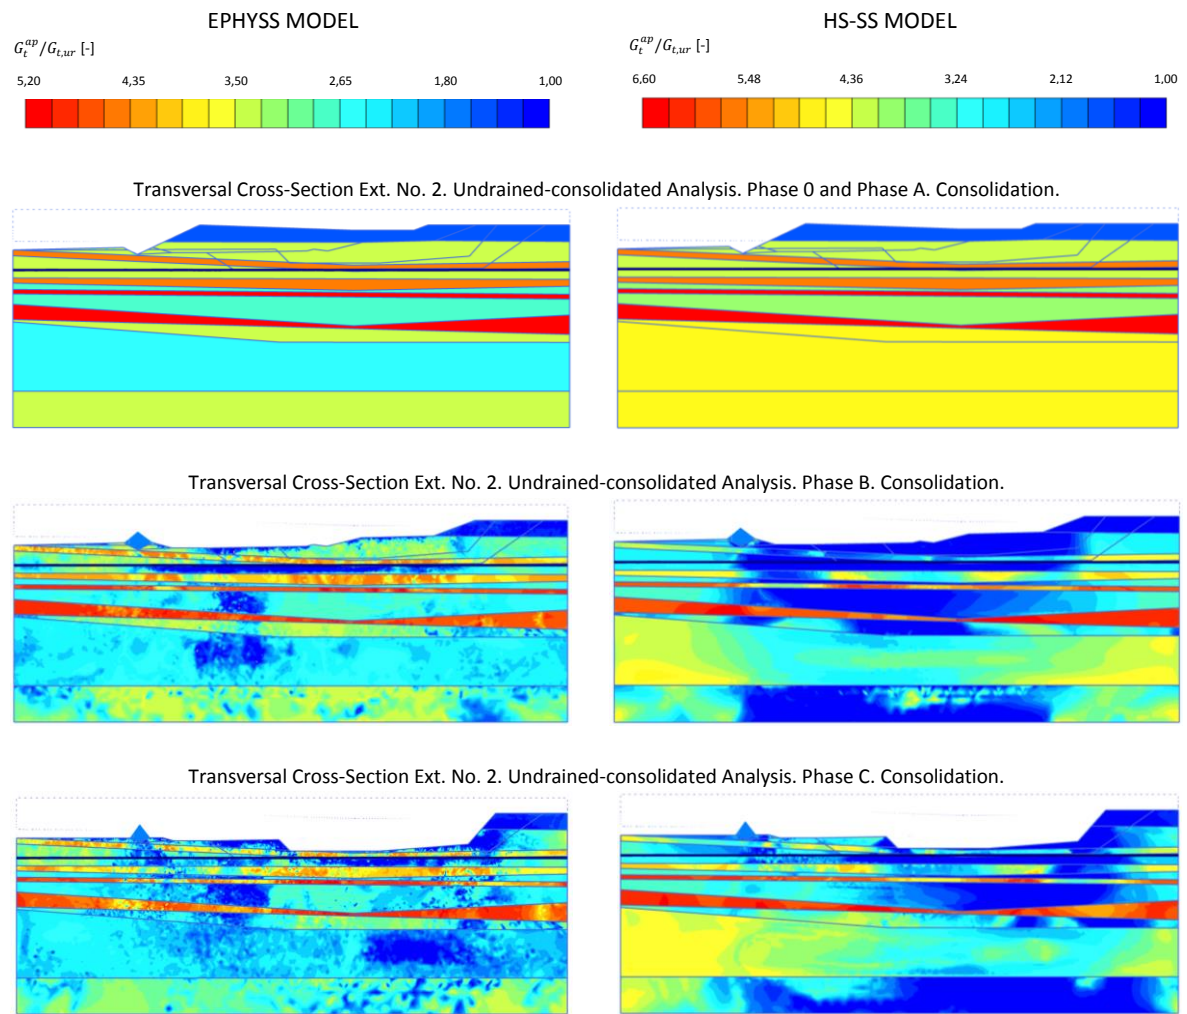 EPHYSS MODEL
HS-SS MODEL
G_t^{ap}/G_{t,ur} [-]
G_t^{ap}/G_{t,ur} [-]
5,20 4,35 3,50 2,65 1,80 1,00
6,60 5,48 4,36 3,24 2,12 1,00
Transversal Cross-Section Ext. No. 2. Undrained-consolidated Analysis. Phase 0 and Phase A. Consolidation.
Transversal Cross-Section Ext. No. 2. Undrained-consolidated Analysis. Phase B. Consolidation.
Transversal Cross-Section Ext. No. 2. Undrained-consolidated Analysis. Phase C. Consolidation.